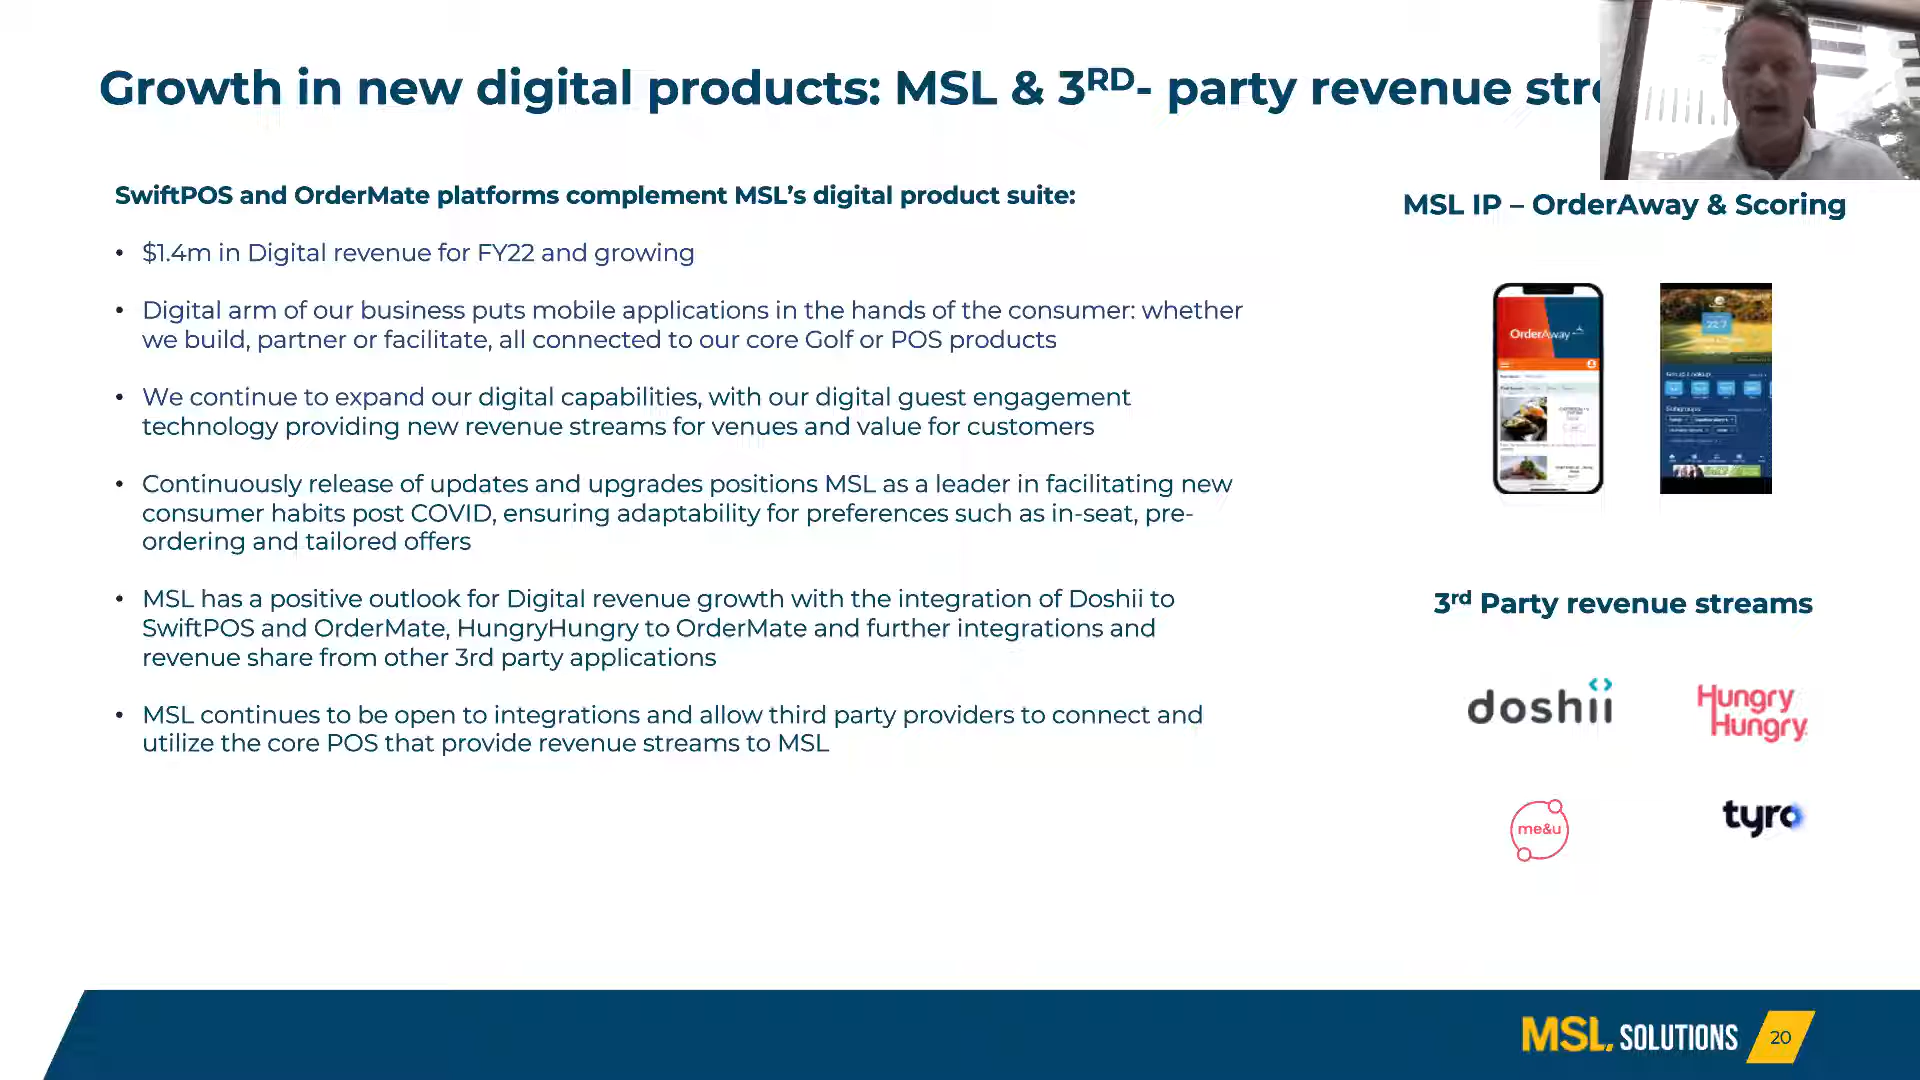 Growth in new digital products: MSL & 3RD- party revenue stre
SwiftPOS and OrderMate platforms complement MSL’s digital product suite:
• $1.4m in Digital revenue for FY22 and growing
• Digital arm of our business puts mobile applications in the hands of the consumer: whether
we build, partner or facilitate, all connected to our core Golf or POS products
• We continue to expand our digital capabilities, with our digital guest engagement
technology providing new revenue streams for venues and value for customers
• Continuously release of updates and upgrades positions MSL as a leader in facilitating new
consumer habits post COVID, ensuring adaptability for preferences such as in-seat, pre-
ordering and tailored offers
• MSL has a positive outlook for Digital revenue growth with the integration of Doshii to
SwiftPOS and OrderMate, HungryHungry to OrderMate and further integrations and
revenue share from other 3rd party applications
• MSL continues to be open to integrations and allow third party providers to connect and
utilize the core POS that provide revenue streams to MSL
MSL IP – OrderAway & Scoring
OrderAway
22.7
Group Lookup
Subgroups
3rd Party revenue streams
doshii
Hungry
Hungry
me&u
tyro
MSL SOLUTIONS
20